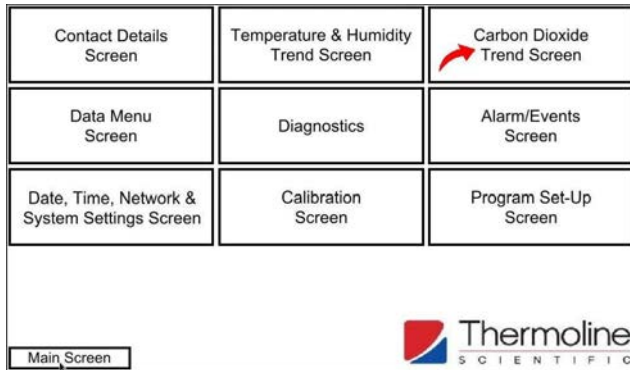 Contact Details
Screen
Temperature & Humidity
Trend Screen
Carbon Dioxide
Trend Screen
Data Menu
Screen
Diagnostics
Alarm/Events
Screen
Date, Time, Network &
System Settings Screen
Calibration
Screen
Program Set-Up
Screen
Main Screen
Thermoline
SCIENTIFIC